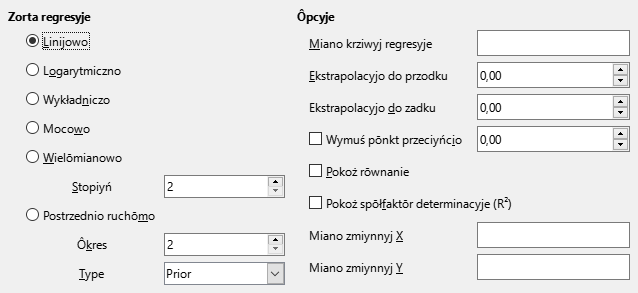 Zorta regresyje
Linijowo
Logarytmiczno
Wykładniczo
Mocowo
Wielōmianowo
Stopiyń 2
Postrzednio ruchōmo
Ôkres 2
Type Prior
Ôpcyje
Miano krziwyj regresyje
Ekstrapolacyjo do przodku 0,00
Ekstrapolacyjo do zadku 0,00
Wymuś pōnkt przeciyńćio 0,00
Pokoż rōwnanie
Pokoż spōłfaktōr determinacyje (R²)
Miano zmiynnyj X
Miano zmiynnyj Y